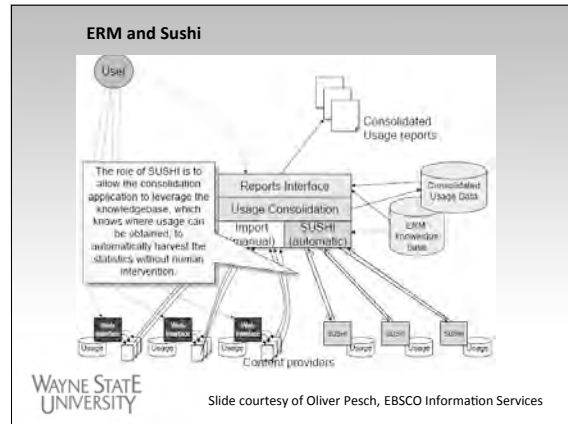 ERM and Sushi
User
Consolidated
Usage reports
The role of SUSHI is to
allow the consolidation
application to leverage the
knowledgebase, which
knows where usage can
be obtained, to
automatically harvest the
statistics without human
intervention.
Reports Interface
Usage Consolidation
Import
(manual)
SUSHI
(automatic)
Consolidated
Usage Data
ERM
Knowledge
Base
Web
Interface
Usage
Web
Interface
Usage
Web
Interface
Usage
SUSHI
Usage
SUSHI
Usage
SUSHI
Usage
Content providers
WAYNE STATE
UNIVERSITY
Slide courtesy of Oliver Pesch, EBSCO Information Services